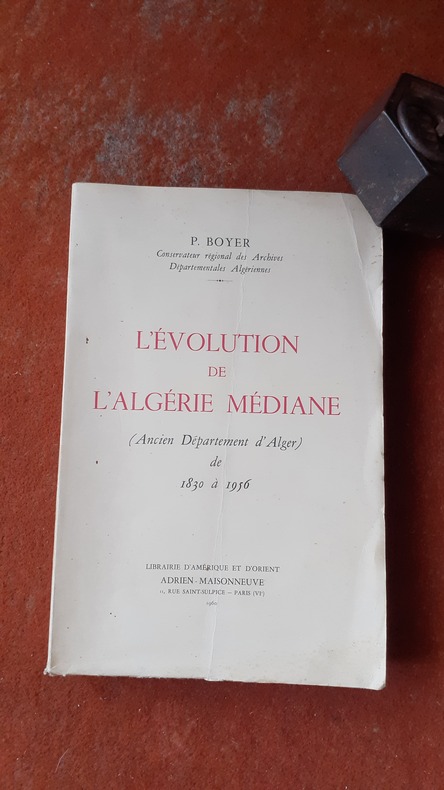 P. BOYER
Conservateur régional des Archives
Départementales Algériennes
L'ÉVOLUTION
DE
L'ALGÉRIE MÉDIANE
(Ancien Département d'Alger)
de
1830 à 1956
LIBRAIRIE D'AMÉRIQUE ET D'ORIENT
ADRIEN-MAISONNEUVE
11, RUE SAINT-SULPICE — PARIS (VIe)
1960